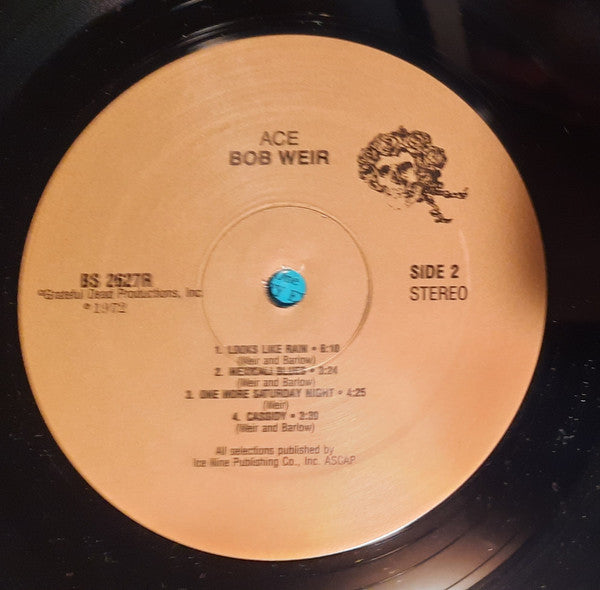 ACE
BOB WEIR
BS 2627R
©Grateful Dead Productions, Inc.
℗ 1972
SIDE 2
STEREO
1. LOOKS LIKE RAIN • 6:10
(Weir and Barlow)
2. MEXICALI BLUES • 3:24
(Weir and Barlow)
3. ONE MORE SATURDAY NIGHT • 4:25
(Weir)
4. CASSIDY •
(Weir and Barlow)
All selections published by
Ice Nine Publishing Co., Inc. ASCAP